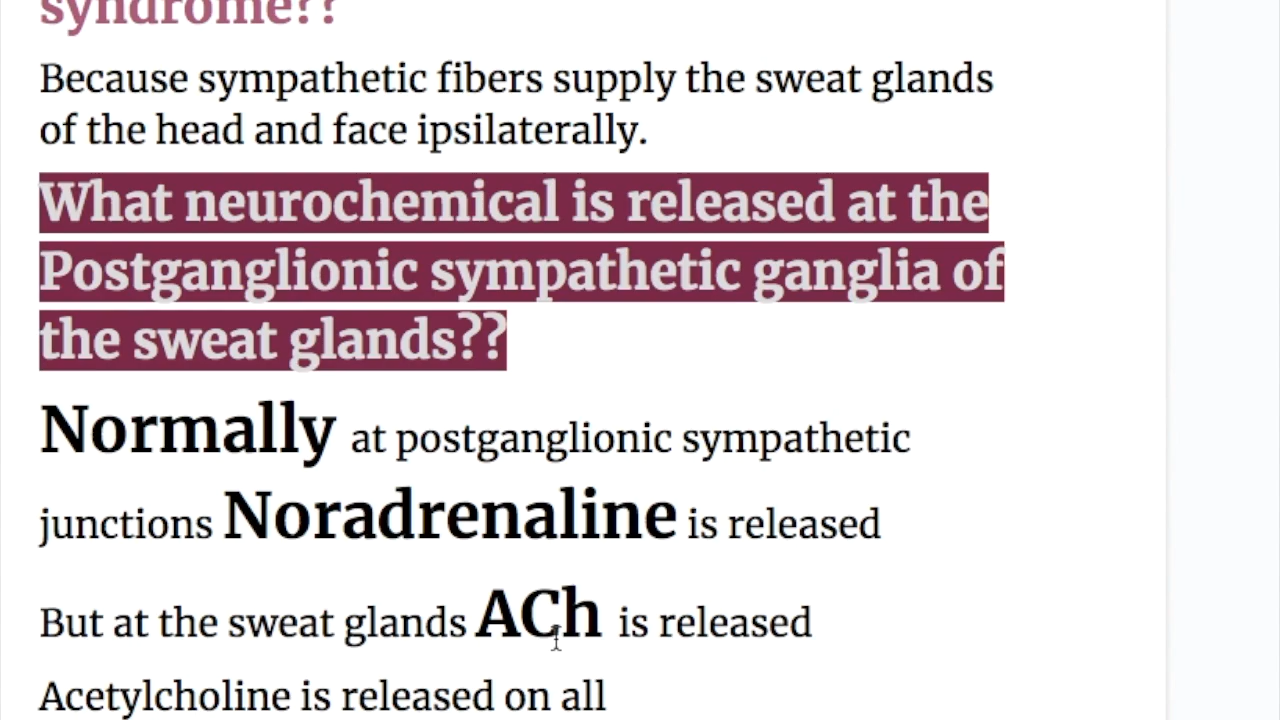 syndrome??
Because sympathetic fibers supply the sweat glands
of the head and face ipsilaterally.
What neurochemical is released at the
Postganglionic sympathetic ganglia of
the sweat glands??
Normally at postganglionic sympathetic
junctions Noradrenaline is released
But at the sweat glands ACh is released
Acetylcholine is released on all